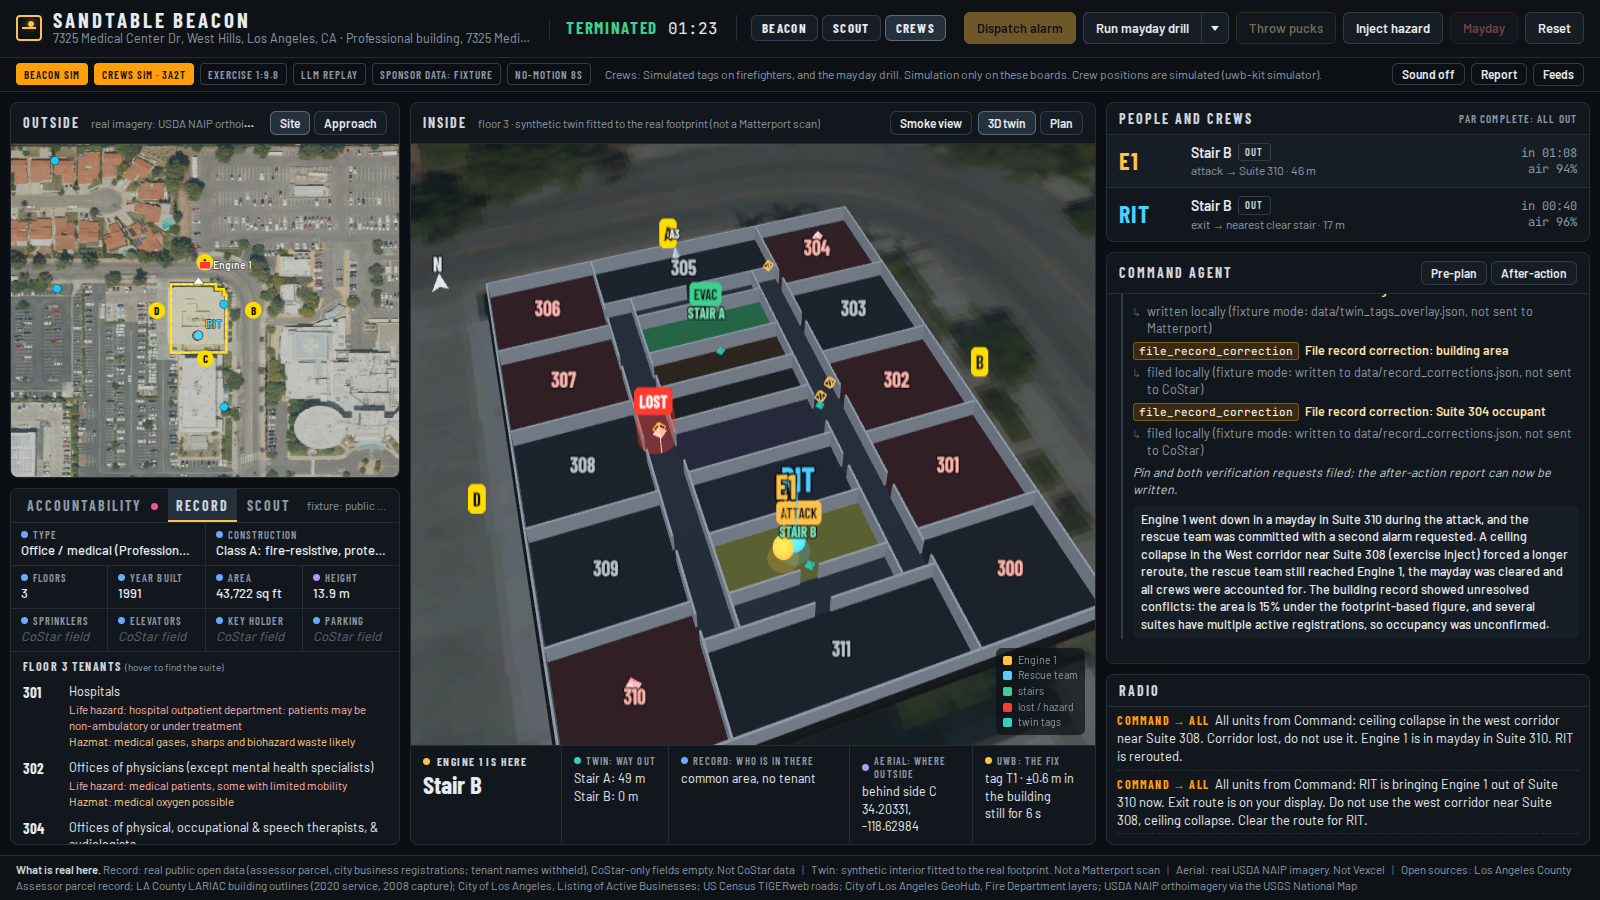 SANDTABLE BEACON
7325 Medical Center Dr, West Hills, Los Angeles, CA · Professional building, 7325 Medi...
TERMINATED 01:23
BEACON SCOUT CREWS
Dispatch alarm
Run mayday drill
Throw pucks
Inject hazard
Mayday
Reset
BEACON SIM
CREWS SIM · 3A2T
EXERCISE 1:9.8
LLM REPLAY
SPONSOR DATA: FIXTURE
NO-MOTION 8S
Crews: Simulated tags on firefighters, and the mayday drill. Simulation only on these boards. Crew positions are simulated (uwb-kit simulator).
Sound off
Report
Feeds
OUTSIDE real imagery: USDA NAIP orthoi...
Site
Approach
Engine 1
D
B
RIT
C
ACCOUNTABILITY
RECORD
SCOUT
fixture: public ...
TYPE
Office / medical (Profession...
CONSTRUCTION
Class A: fire-resistive, prote...
FLOORS
3
YEAR BUILT
1991
AREA
43,722 sq ft
HEIGHT
13.9 m
SPRINKLERS
CoStar field
ELEVATORS
CoStar field
KEY HOLDER
CoStar field
PARKING
CoStar field
FLOOR 3 TENANTS (hover to find the suite)
301 Hospitals
Life hazard: hospital outpatient department: patients may be
non-ambulatory or under treatment
Hazmat: medical gases, sharps and biohazard waste likely
302 Offices of physicians (except mental health specialists)
Life hazard: medical patients, some with limited mobility
Hazmat: medical oxygen possible
304 Offices of physical, occupational & speech therapists, &
audiologists
INSIDE floor 3 · synthetic twin fitted to the real footprint (not a Matterport scan)
Smoke view
3D twin
Plan
N
A
304
305
306
EVAC
STAIR A
303
307
302
B
LOST
308
301
D
RIT
E1
ATTACK
STAIR B
309
300
311
310
Engine 1
Rescue team
stairs
lost / hazard
twin tags
ENGINE 1 IS HERE
Stair B
TWIN: WAY OUT
Stair A: 49 m
Stair B: 0 m
RECORD: WHO IS IN THERE
common area, no tenant
AERIAL: WHERE
OUTSIDE
behind side C
34.20331,
-118.62984
UWB: THE FIX
tag T1 · ±0.6 m in
the building
still for 6 s
PEOPLE AND CREWS
PAR COMPLETE: ALL OUT
E1
Stair B OUT
attack → Suite 310 · 46 m
in 01:08
air 94%
RIT
Stair B OUT
exit → nearest clear stair · 17 m
in 00:40
air 96%
COMMAND AGENT
Pre-plan
After-action
↳ written locally (fixture mode: data/twin_tags_overlay.json, not sent to
Matterport)
file_record_correction File record correction: building area
↳ filed locally (fixture mode: written to data/record_corrections.json, not sent
to CoStar)
file_record_correction File record correction: Suite 304 occupant
↳ filed locally (fixture mode: written to data/record_corrections.json, not sent
to CoStar)
Pin and both verification requests filed; the after-action report can now be
written.
Engine 1 went down in a mayday in Suite 310 during the attack, and the
rescue team was committed with a second alarm requested. A ceiling
collapse in the West corridor near Suite 308 (exercise inject) forced a longer
reroute, the rescue team still reached Engine 1, the mayday was cleared and
all crews were accounted for. The building record showed unresolved
conflicts: the area is 15% under the footprint-based figure, and several
suites have multiple active registrations, so occupancy was unconfirmed.
RADIO
COMMAND → ALL All units from Command: ceiling collapse in the west corridor
near Suite 308. Corridor lost, do not use it. Engine 1 is in mayday in Suite 310. RIT
is rerouted.
COMMAND → ALL All units from Command: RIT is bringing Engine 1 out of Suite
310 now. Exit route is on your display. Do not use the west corridor near Suite
308, ceiling collapse. Clear the route for RIT.
What is real here. Record: real public open data (assessor parcel, city business registrations; tenant names withheld), CoStar-only fields empty. Not CoStar data | Twin: synthetic interior fitted to the real footprint. Not a Matterport scan | Aerial: real USDA NAIP imagery. Not Vexcel | Open sources: Los Angeles County
Assessor parcel record; LA County LARIAC building outlines (2020 service, 2008 capture); City of Los Angeles, Listing of Active Businesses; US Census TIGERweb roads; City of Los Angeles GeoHub, Fire Department layers; USDA NAIP orthoimagery via the USGS National Map